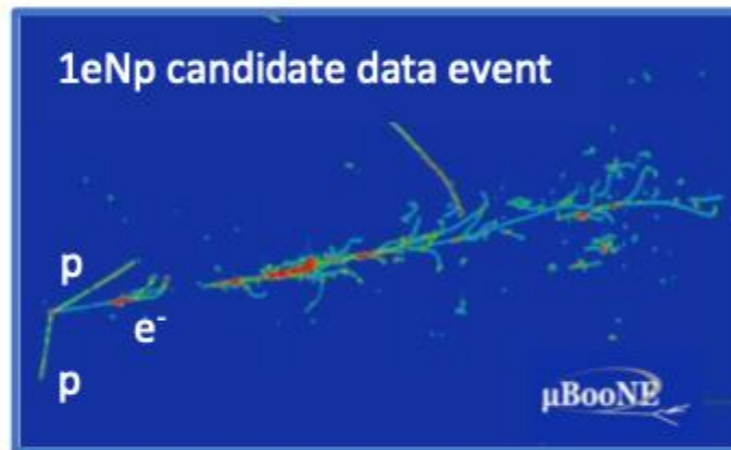 1eNp candidate data event
p
e-
p
μBooNE